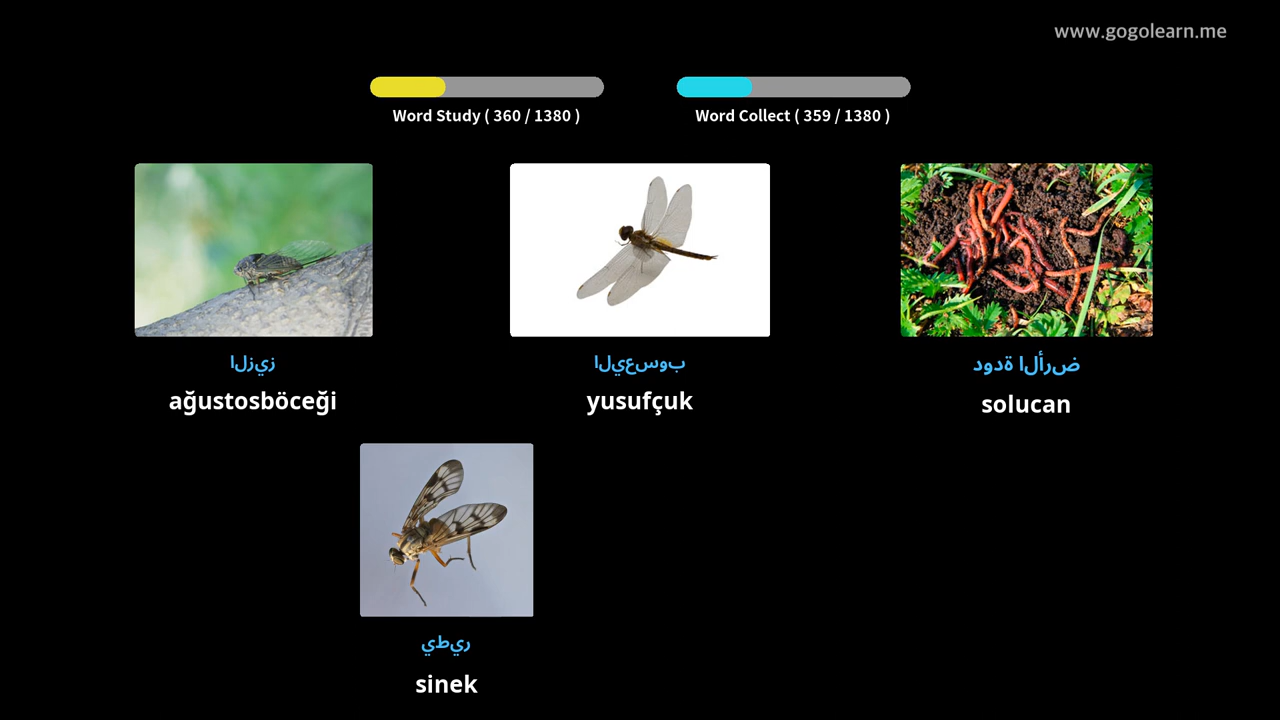 www.gogolearn.me
Word Study ( 360 / 1380 )
Word Collect ( 359 / 1380 )
الزيز
اليعسوب
دودة الأرض
ağustosböceği
yusufçuk
solucan
يطير
sinek